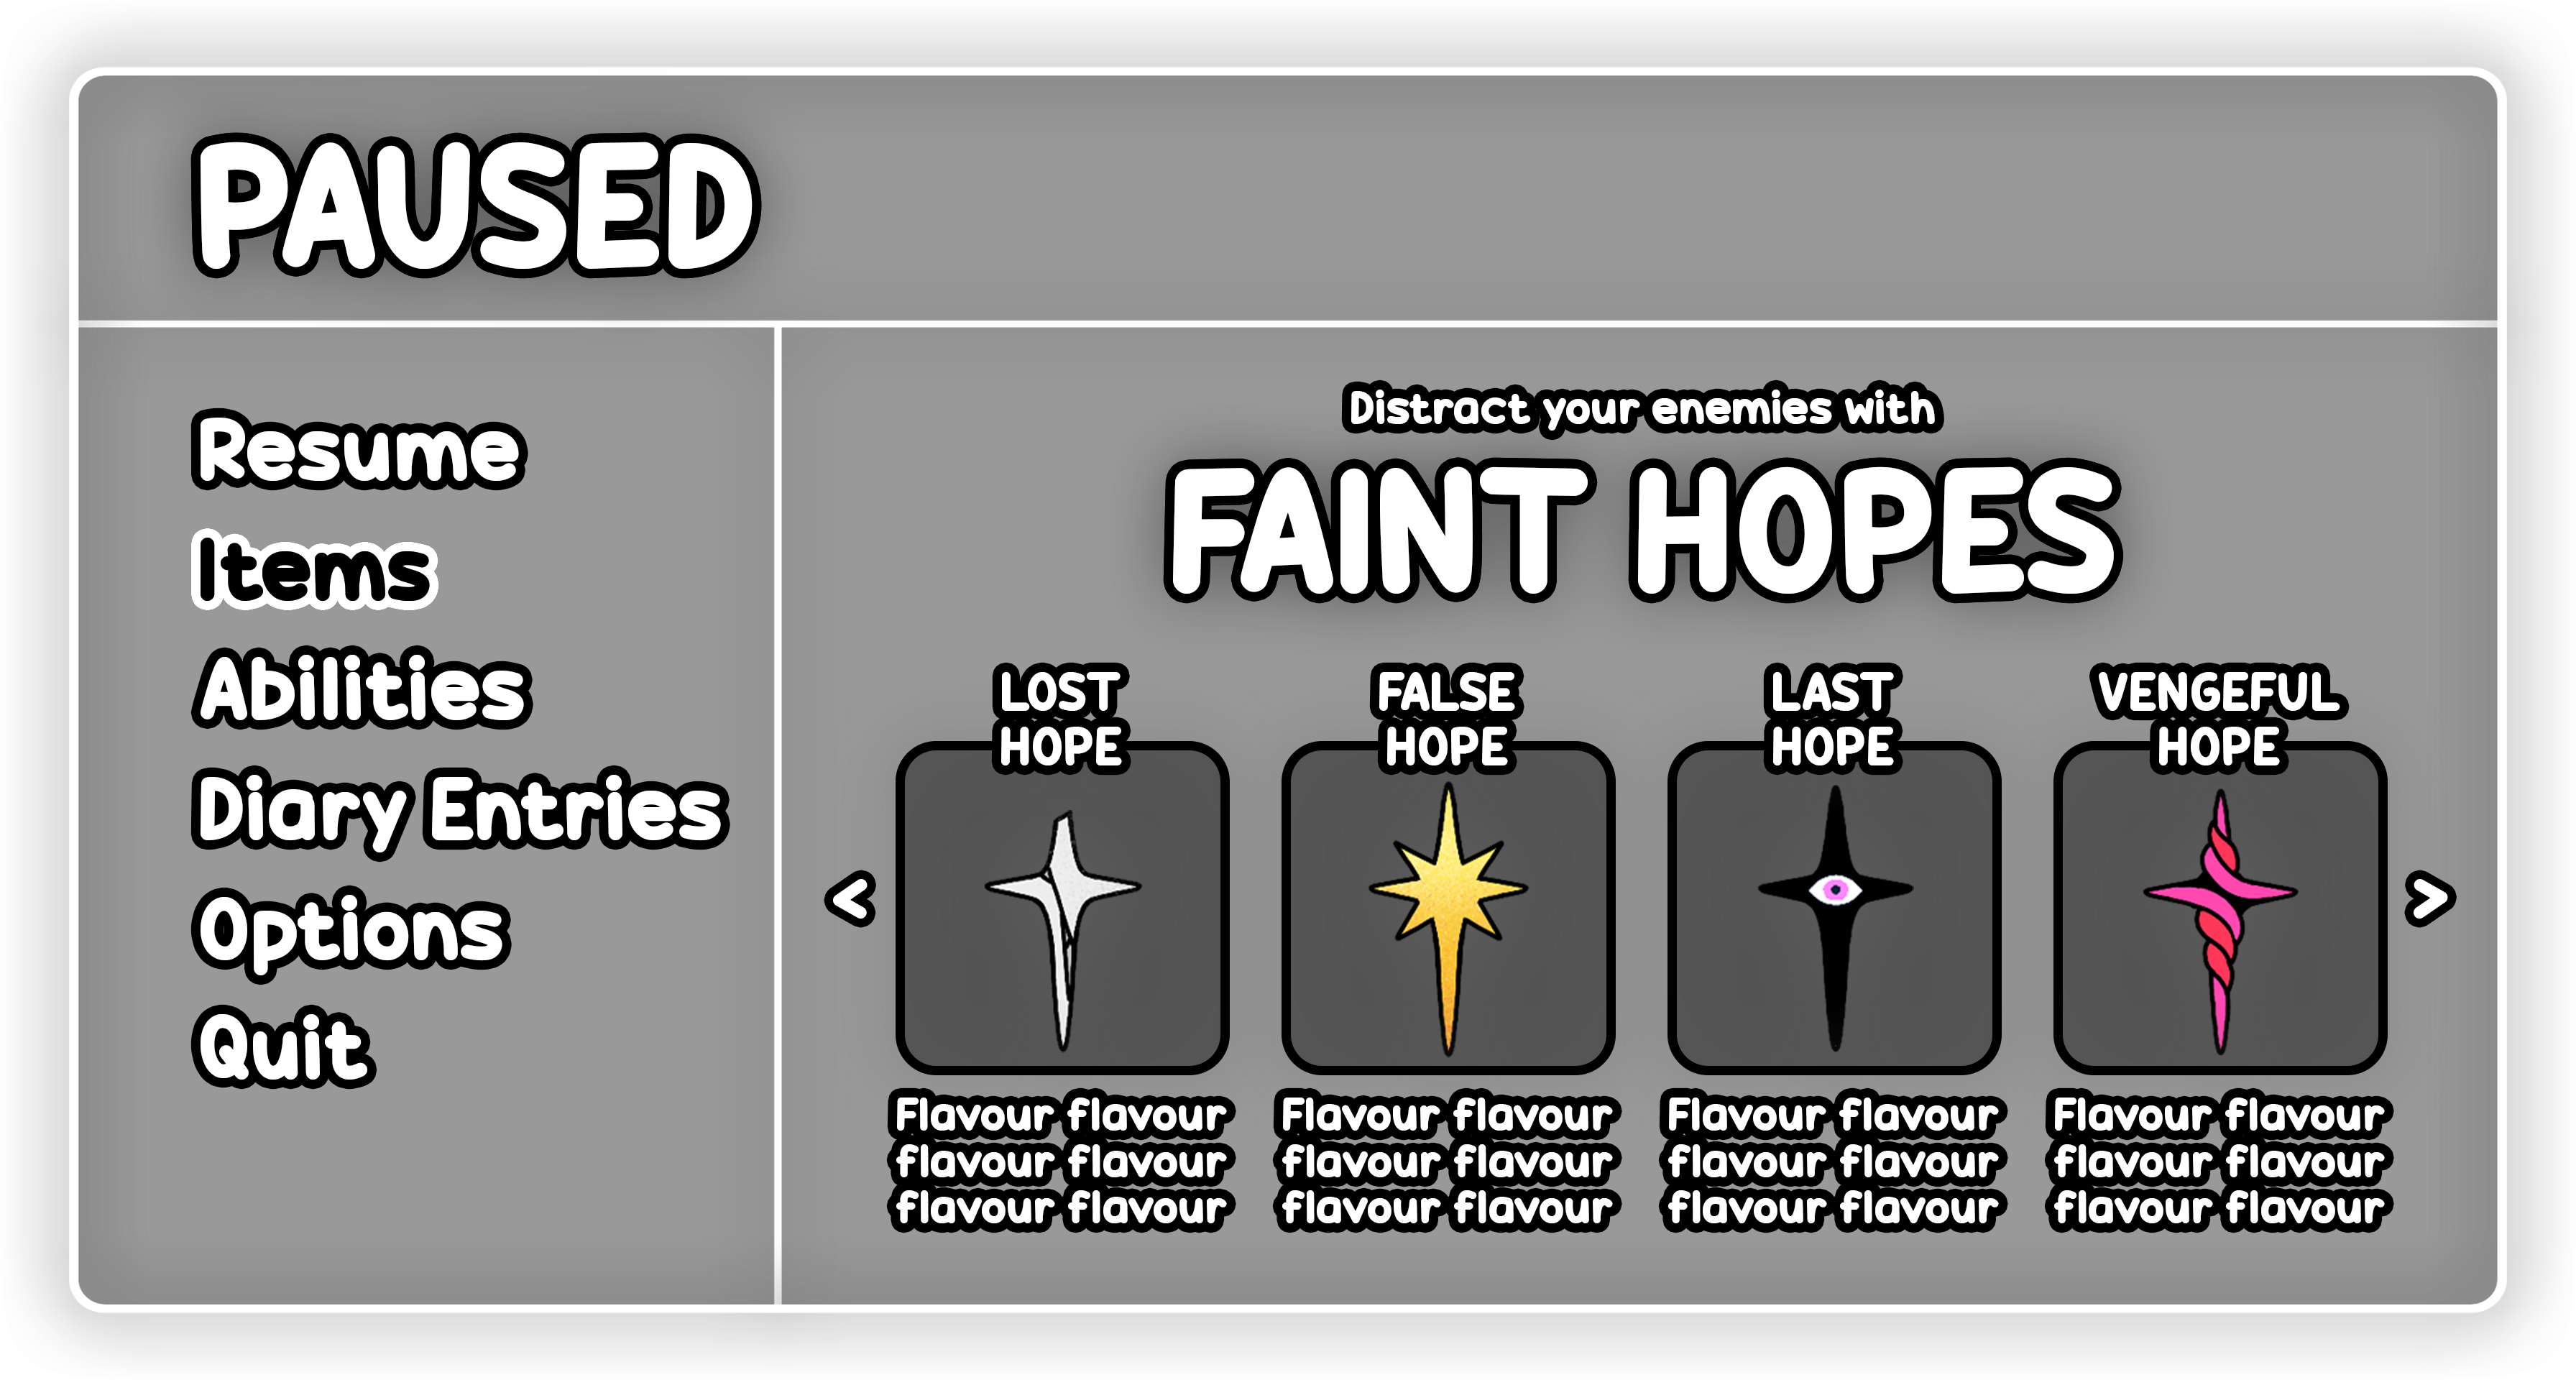 PAUSED
Resume
Items
Abilities
Diary Entries
Options
Quit
Distract your enemies with
FAINT HOPES
<
LOST
HOPE
Flavour flavour
flavour flavour
flavour flavour
FALSE
HOPE
Flavour flavour
flavour flavour
flavour flavour
LAST
HOPE
Flavour flavour
flavour flavour
flavour flavour
VENGEFUL
HOPE
Flavour flavour
flavour flavour
flavour flavour
>